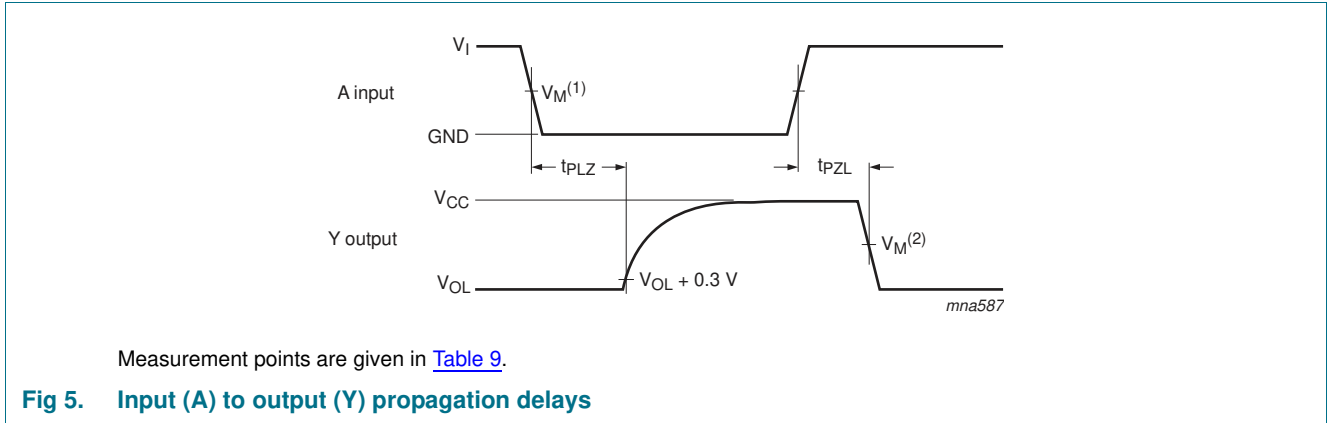 V_I
A input
V_M^(1)
GND
t_PLZ
t_PZL
V_CC
Y output
V_M^(2)
V_OL
V_OL + 0.3 V
mna587
Measurement points are given in Table 9.
Fig 5. Input (A) to output (Y) propagation delays